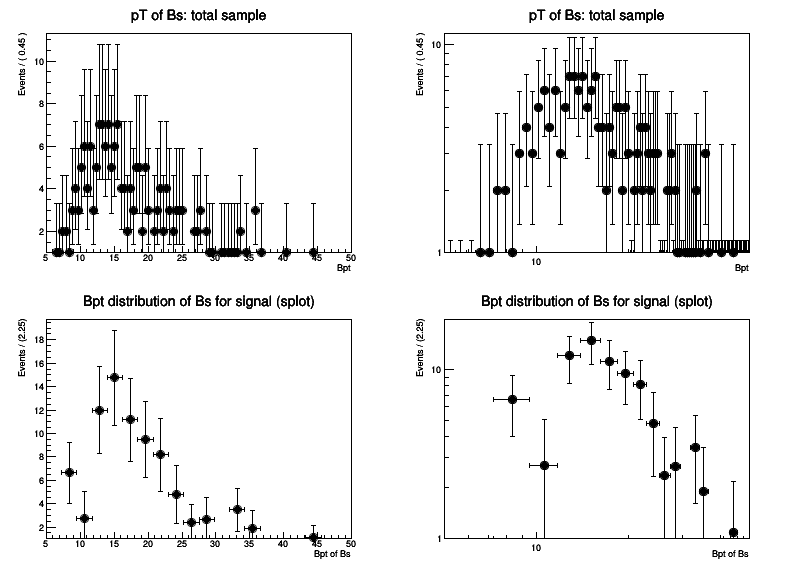 pT of Bs: total sample
Events / ( 0.45 )
10
8
6
4
2
5 10 15 20 25 30 35 40 45 50
Bpt
pT of Bs: total sample
Events / ( 0.45 )
10
1
10
Bpt
Bpt distribution of Bs for signal (splot)
Events / (2.25)
18
16
14
12
10
8
6
4
2
5 10 15 20 25 30 35 40 45 50
Bpt of Bs
Bpt distribution of Bs for signal (splot)
Events / (2.25)
10
1
10
Bpt of Bs